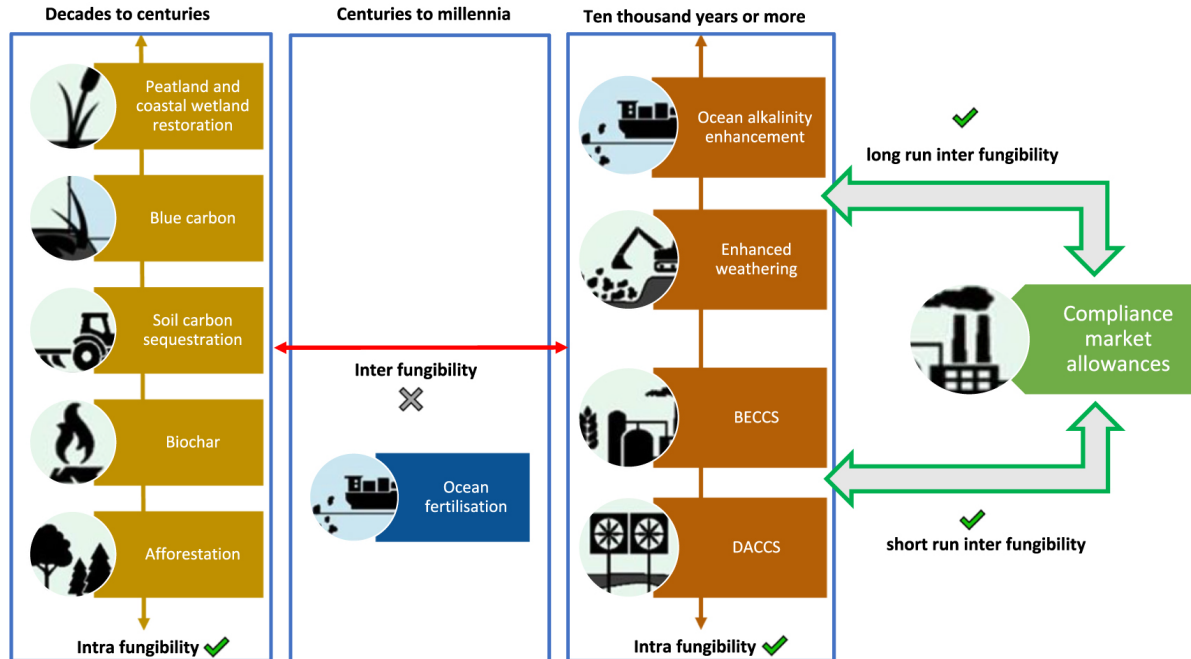 Decades to centuries
Centuries to millennia
Ten thousand years or more
Peatland and
coastal wetland
restoration
Blue carbon
Soil carbon
sequestration
Biochar
Afforestation
Intra fungibility
Inter fungibility
Ocean
fertilisation
Ocean alkalinity
enhancement
Enhanced
weathering
BECCS
DACCS
Intra fungibility
long run inter fungibility
Compliance
market
allowances
short run inter fungibility